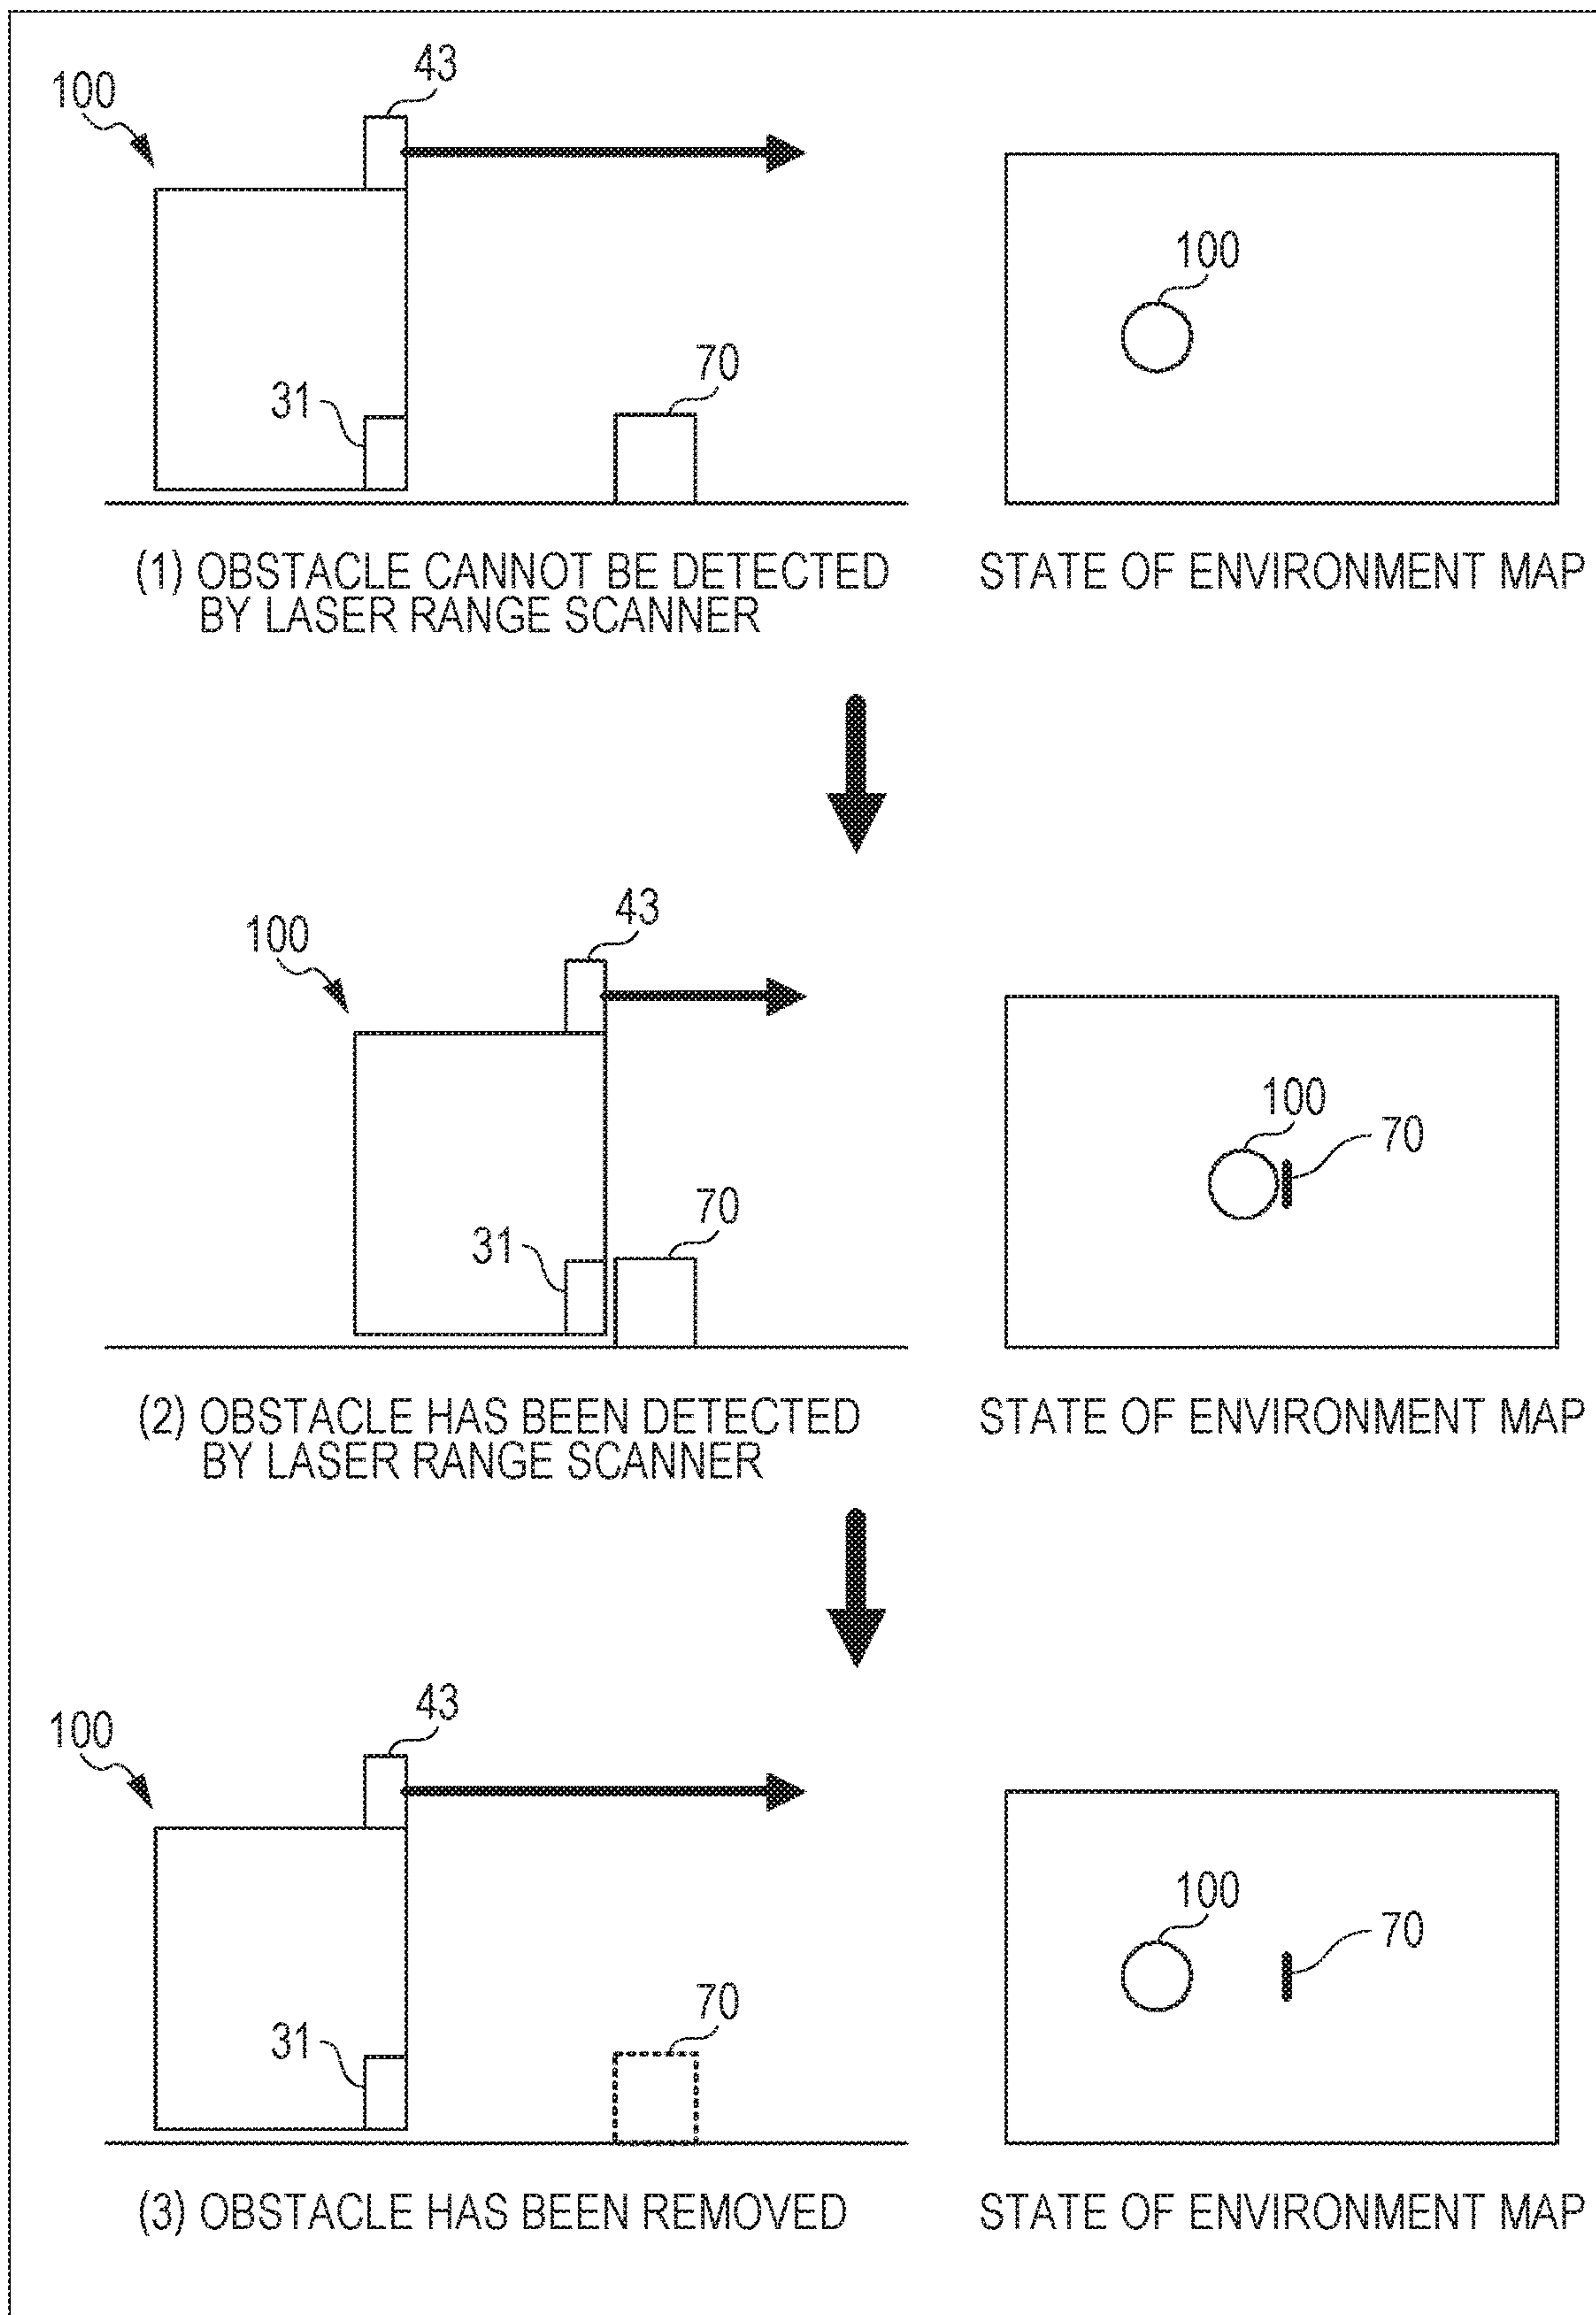 43
100
100
70
31
(1) OBSTACLE CANNOT BE DETECTED
BY LASER RANGE SCANNER
STATE OF ENVIRONMENT MAP
43
100
100
70
70
31
(2) OBSTACLE HAS BEEN DETECTED
BY LASER RANGE SCANNER
STATE OF ENVIRONMENT MAP
43
100
100
70
70
31
(3) OBSTACLE HAS BEEN REMOVED
STATE OF ENVIRONMENT MAP